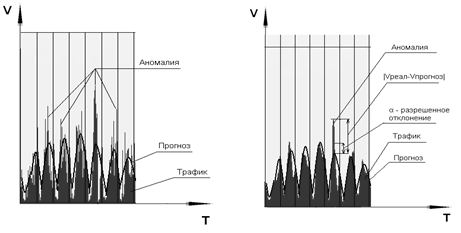 V
Аномалия
Прогноз
Трафик
T
V
Аномалия
|Vреал-Vпрогноз|
α - разрешенное
отклонение
Трафик
Прогноз
T